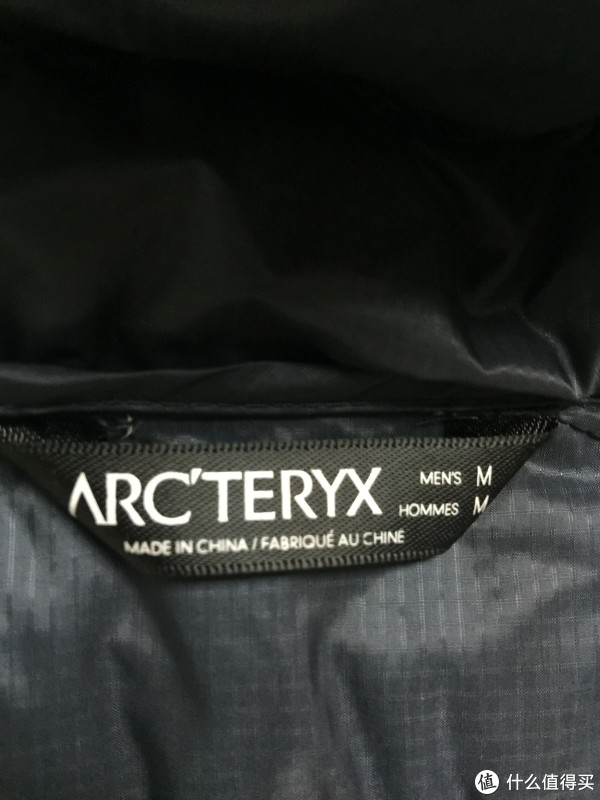 ARC'TERYX MEN'S M
HOMMES M
MADE IN CHINA / FABRIQUÉ AU CHINE
值 什么值得买